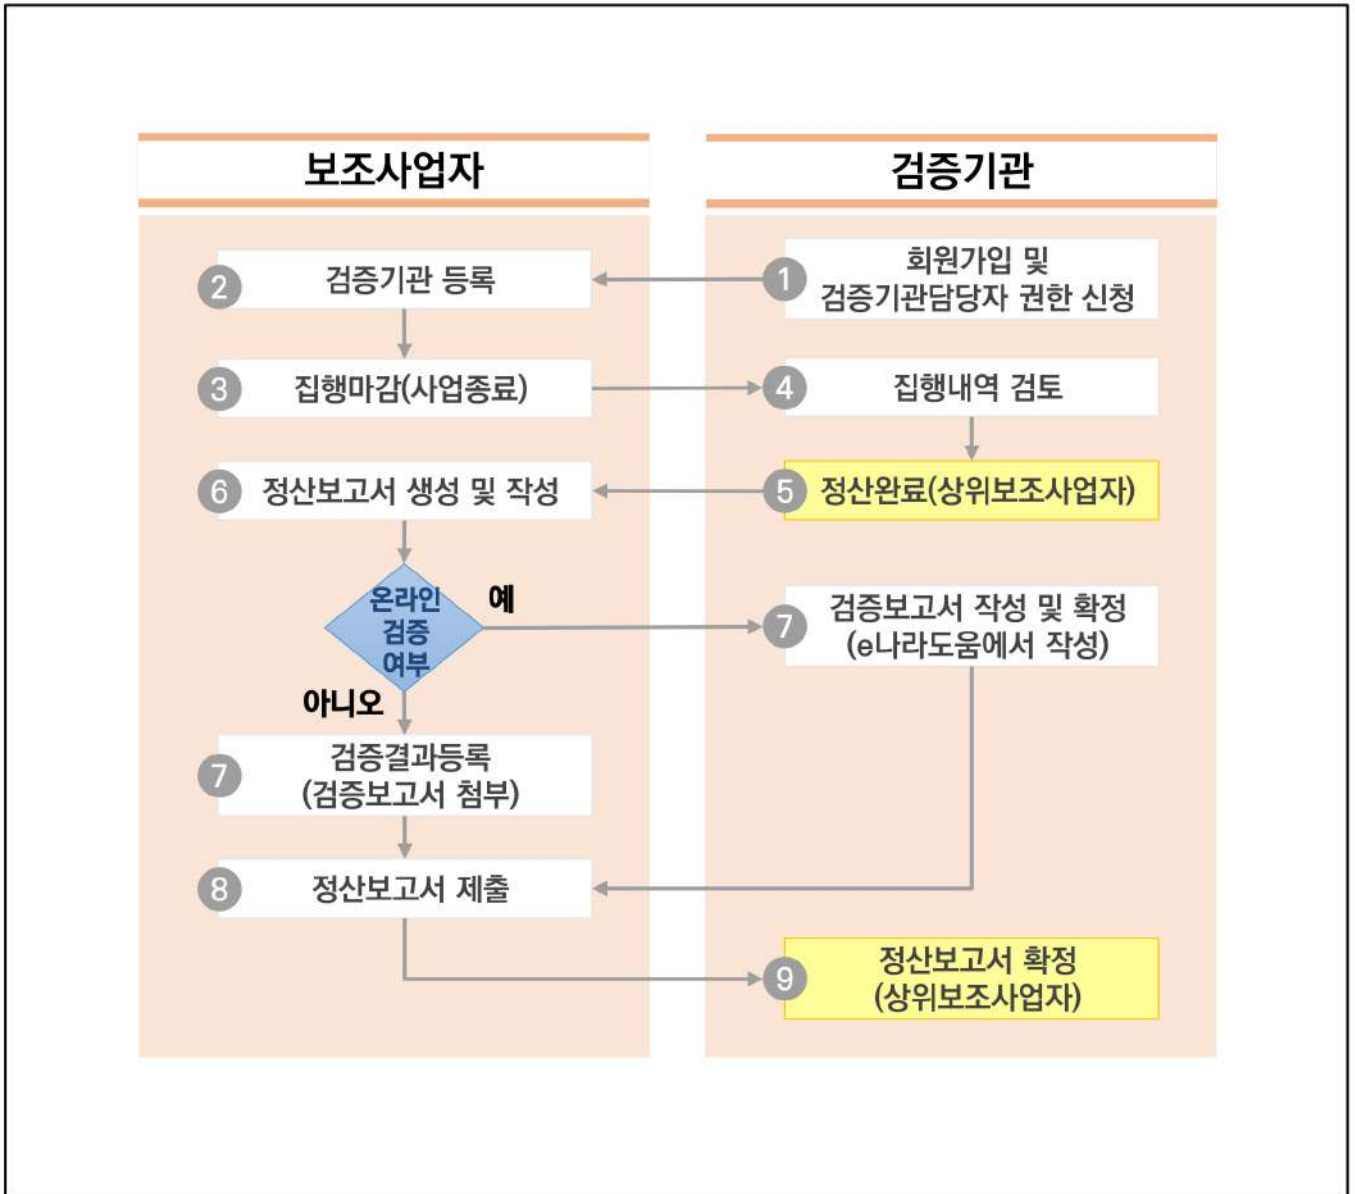 보조사업자
검증기관
1
회원가입 및
검증기관담당자 권한 신청
2
검증기관 등록
3
집행마감(사업종료)
4
집행내역 검토
5
정산완료(상위보조사업자)
6
정산보고서 생성 및 작성
온라인
검증
여부
예
7
검증보고서 작성 및 확정
(e나라도움에서 작성)
아니오
7
검증결과등록
(검증보고서 첨부)
8
정산보고서 제출
9
정산보고서 확정
(상위보조사업자)